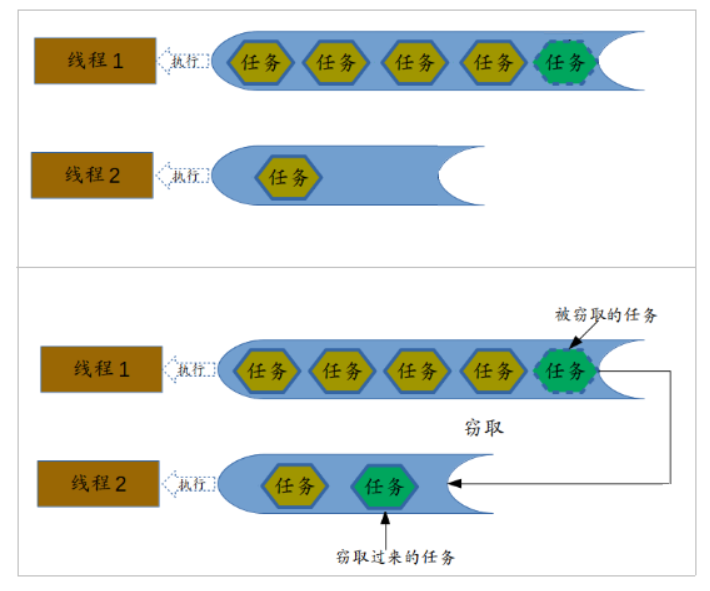 线程1 执行 任务 任务 任务 任务 任务
线程2 执行 任务
被窃取的任务
线程1 执行 任务 任务 任务 任务 任务
窃取
线程2 执行 任务 任务
窃取过来的任务